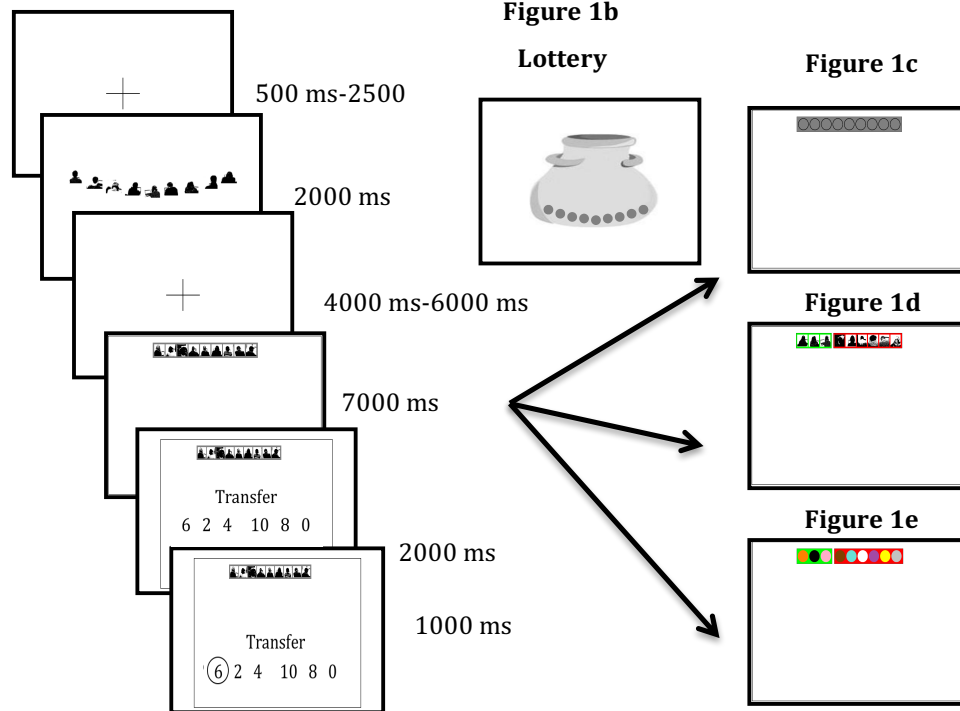 500 ms-2500
2000 ms
4000 ms-6000 ms
7000 ms
Transfer
6 2 4 10 8 0
2000 ms
Transfer
6 2 4 10 8 0
1000 ms
Figure 1b
Lottery
Figure 1c
Figure 1d
Figure 1e